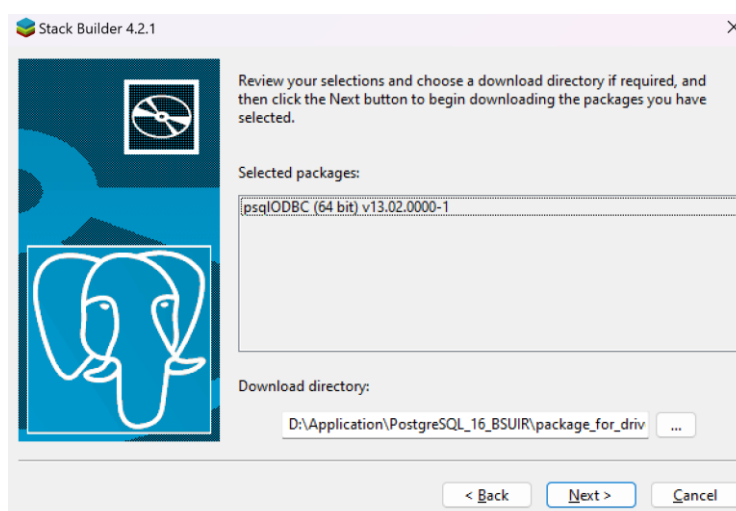 Stack Builder 4.2.1
Review your selections and choose a download directory if required, and
then click the Next button to begin downloading the packages you have
selected.
Selected packages:
psqlODBC (64 bit) v13.02.0000-1
Download directory:
D:\Application\PostgreSQL_16_BSUIR\package_for_driv
...
< Back
Next >
Cancel